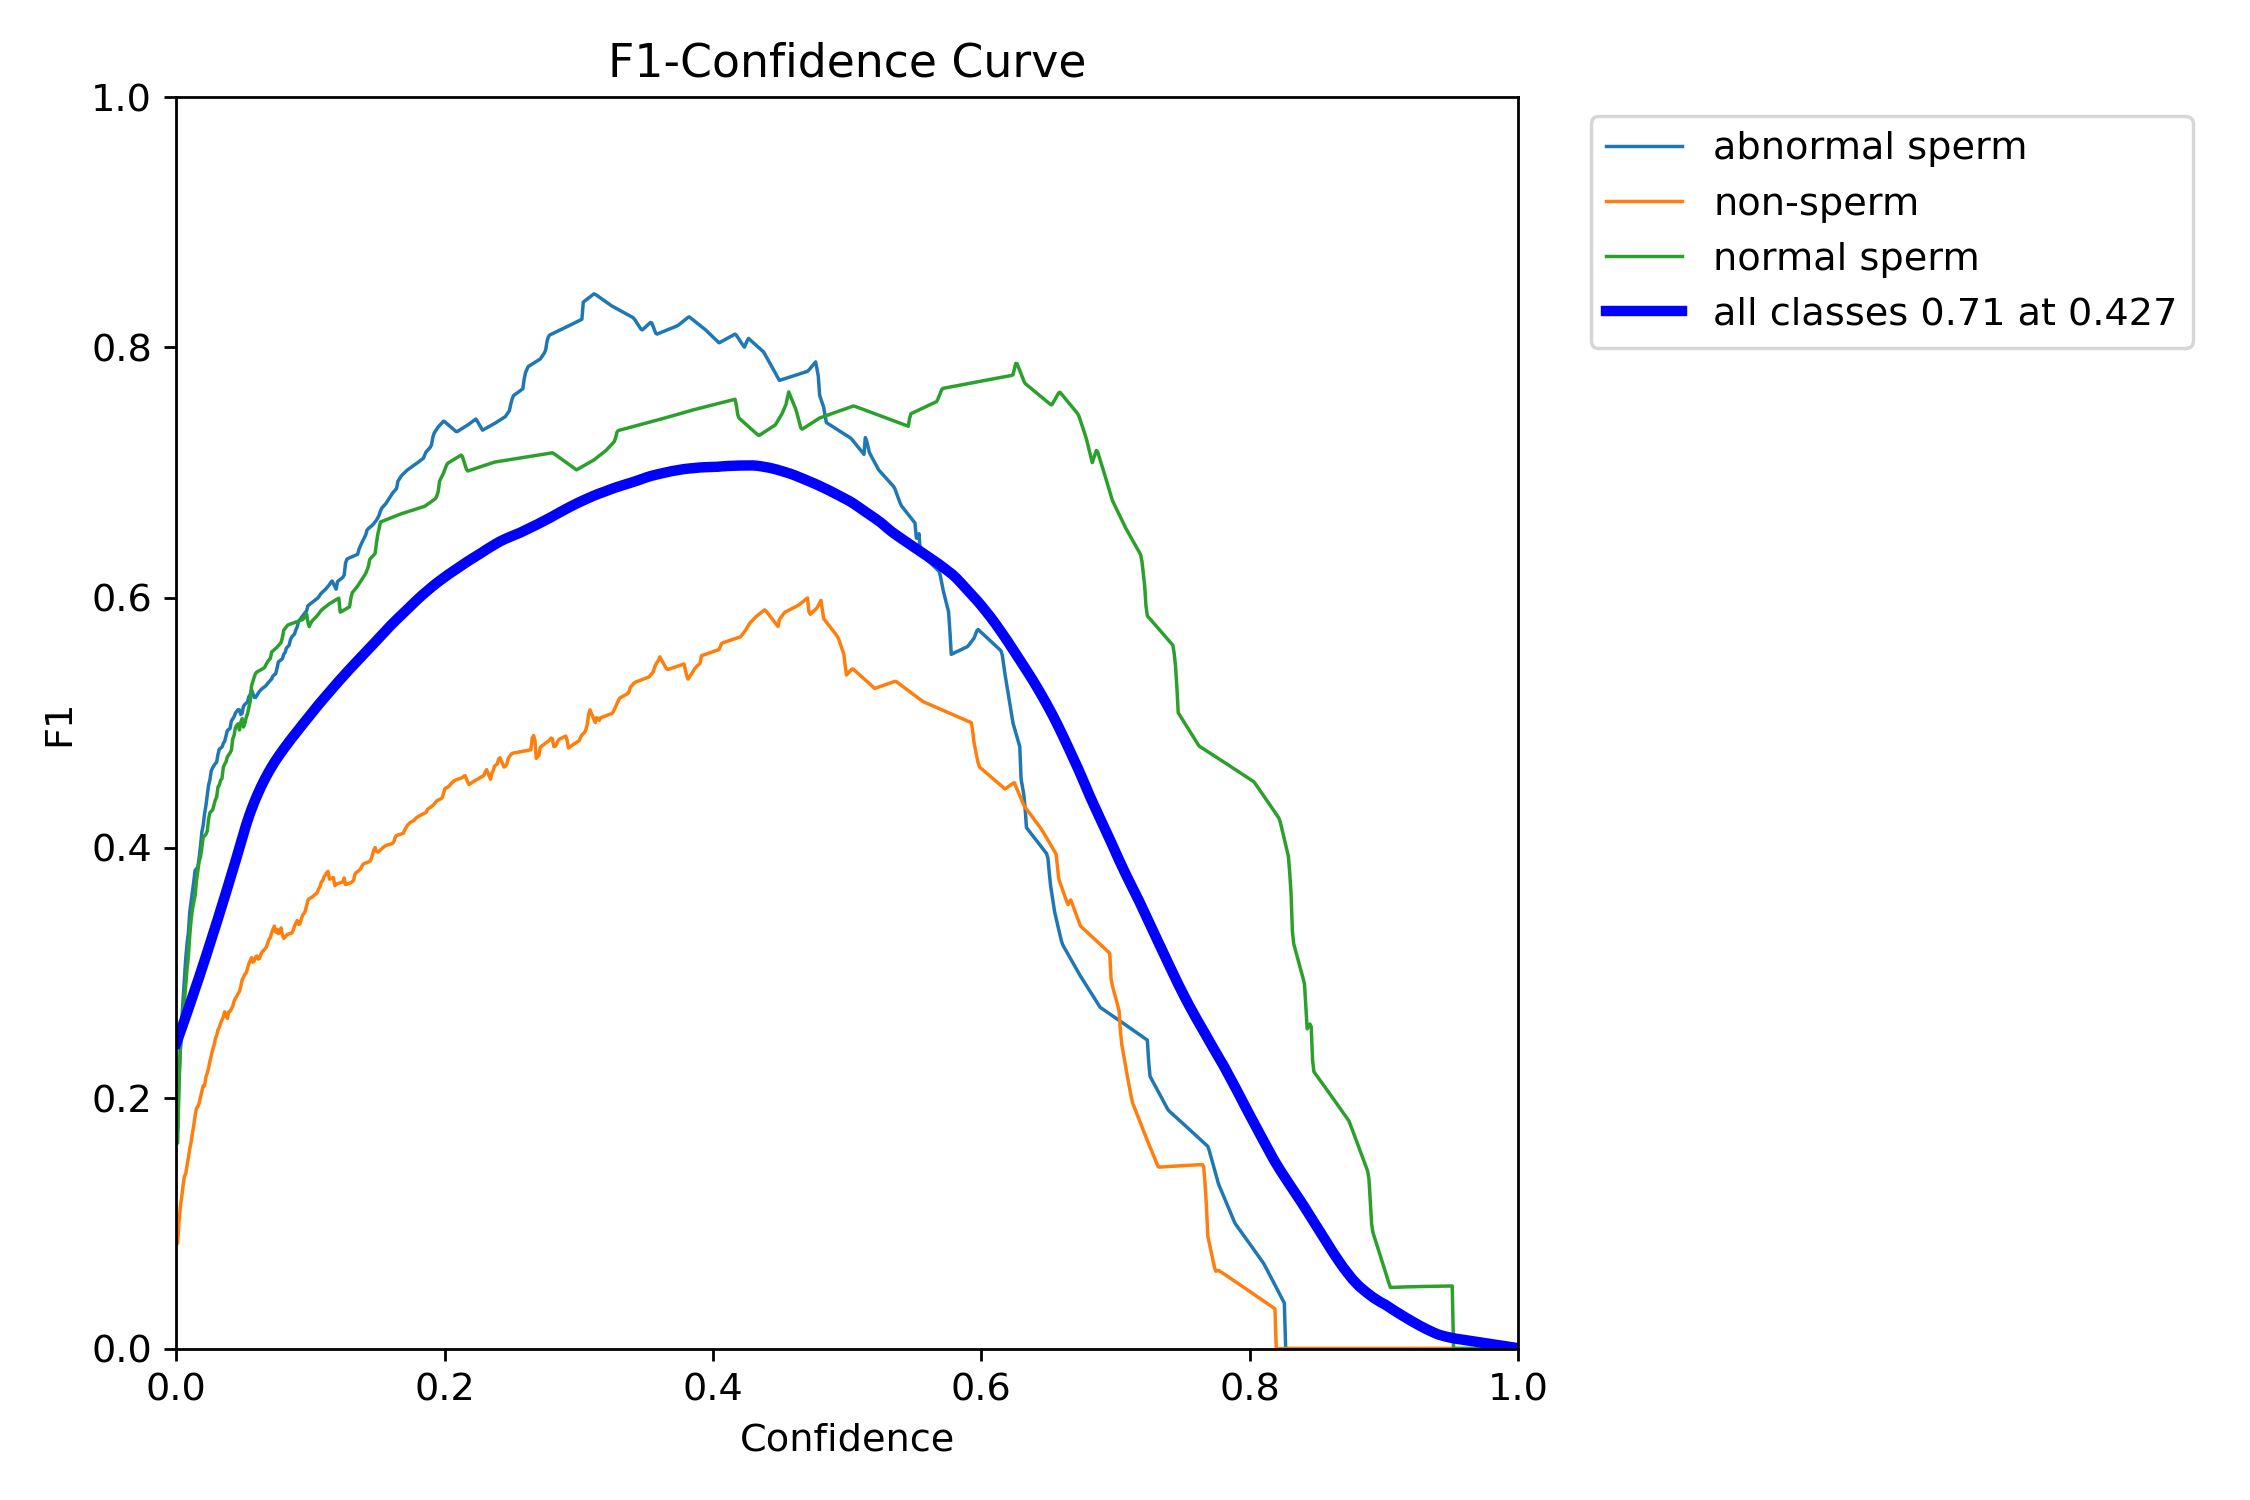 F1-Confidence Curve
1.0
0.8
0.6
0.4
0.2
0.0
F1
0.0 0.2 0.4 0.6 0.8 1.0
Confidence
abnormal sperm
non-sperm
normal sperm
all classes 0.71 at 0.427